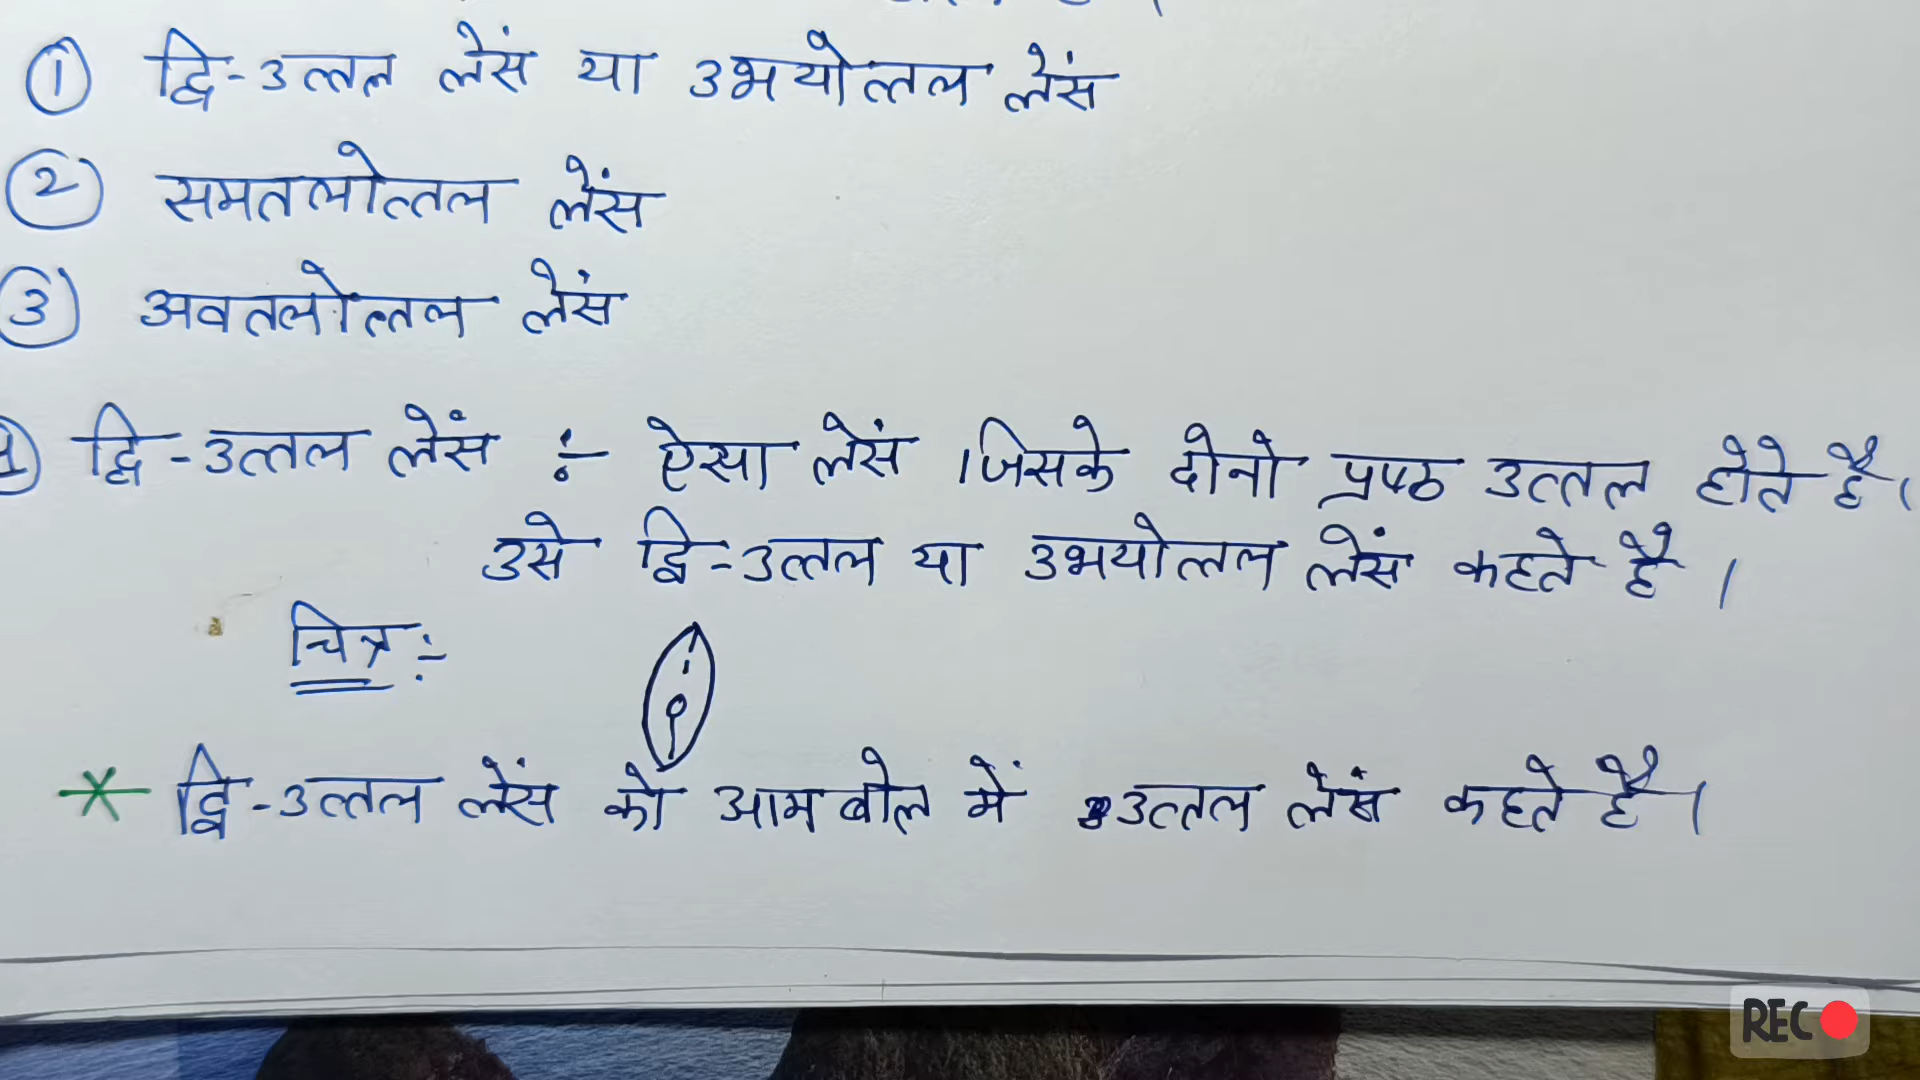 ① द्वि-उत्तल लेंस या उभयोत्तल लेंस
② समतलोत्तल लेंस
③ अवतलोत्तल लेंस
① द्वि-उत्तल लेंस ÷ ऐसा लेंस जिसके दोनो प्रष्ठ उत्तल होते है।
उसे द्वि-उत्तल या उभयोत्तल लेंस कहते है।
चित्र ÷
* द्वि-उत्तल लेंस को आम बोल में उत्तल लेंस कहते है।
REC